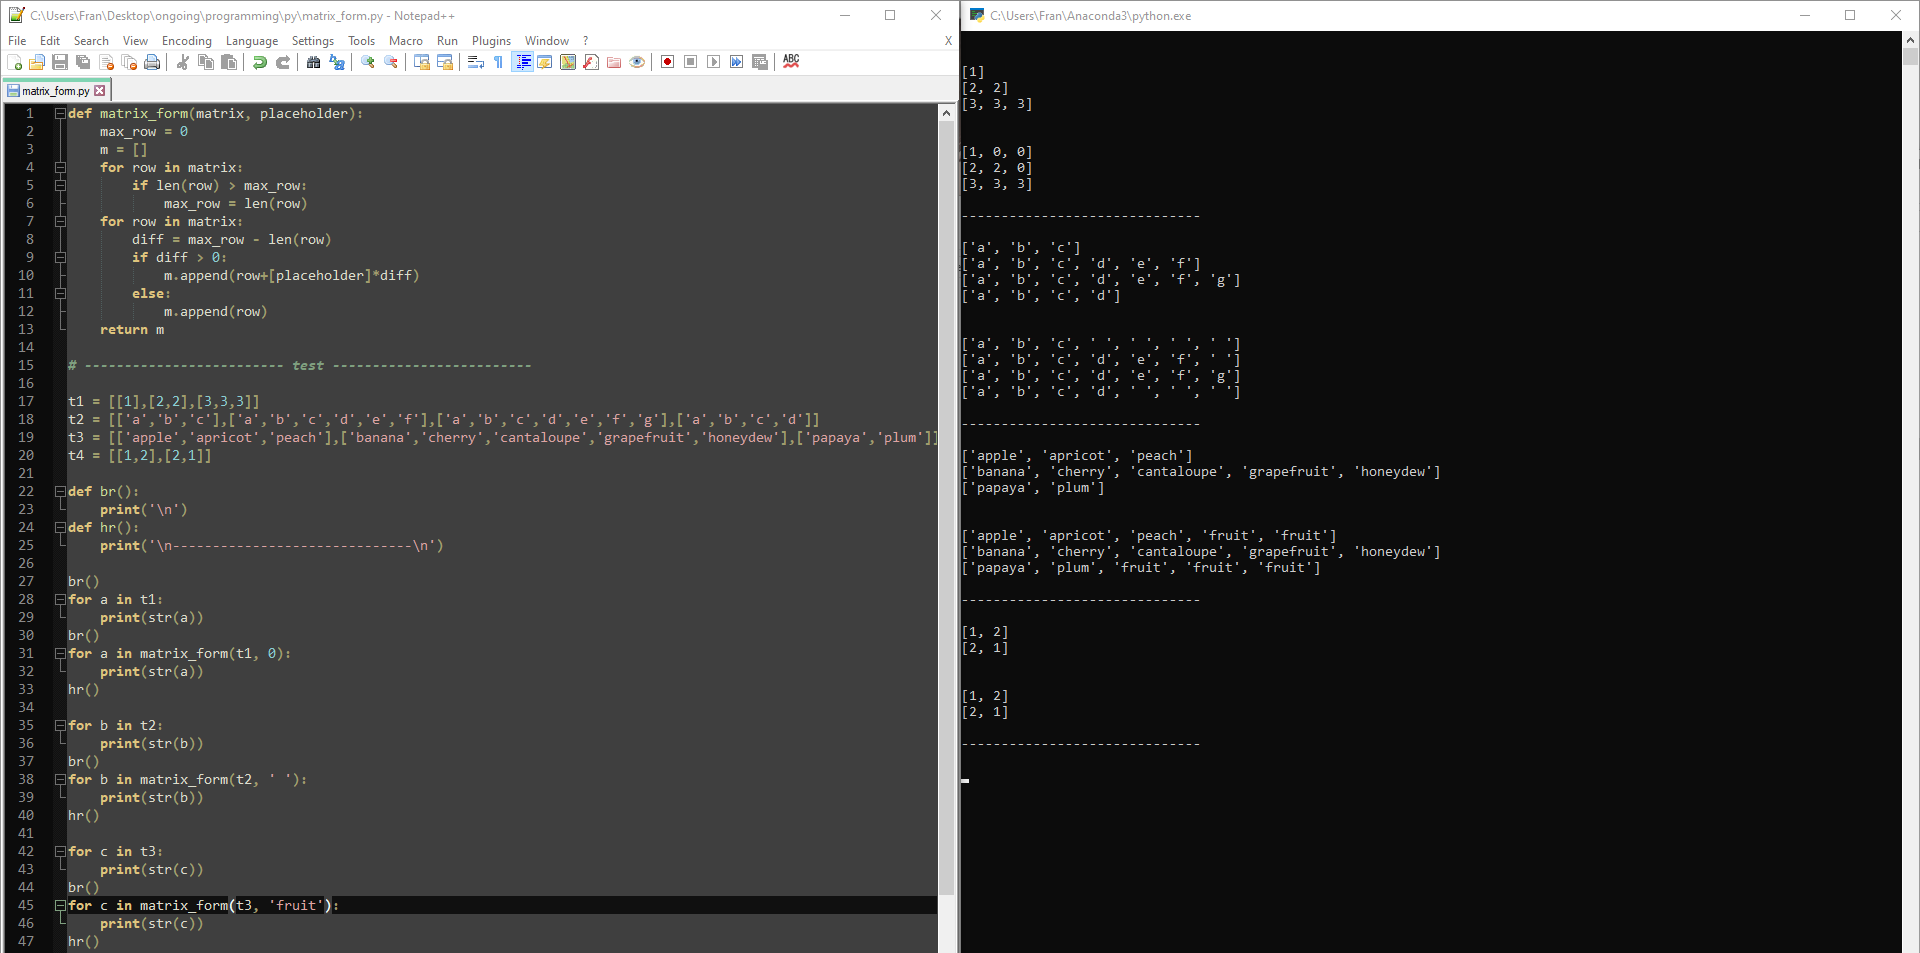 C:\Users\Fran\Desktop\ongoing\programming\py\matrix_form.py - Notepad++
File Edit Search View Encoding Language Settings Tools Macro Run Plugins Window ? X
ABC
matrix_form.py
1 def matrix_form(matrix, placeholder):
2     max_row = 0
3     m = []
4     for row in matrix:
5         if len(row) > max_row:
6             max_row = len(row)
7     for row in matrix:
8         diff = max_row - len(row)
9         if diff > 0:
10             m.append(row+[placeholder]*diff)
11         else:
12             m.append(row)
13     return m
14
15 # ------------------------- test -------------------------
16
17 t1 = [[1],[2,2],[3,3,3]]
18 t2 = [['a','b','c'],['a','b','c','d','e','f'],['a','b','c','d','e','f','g'],['a','b','c','d']]
19 t3 = [['apple','apricot','peach'],['banana','cherry','cantaloupe','grapefruit','honeydew'],['papaya','plum']]
20 t4 = [[1,2],[2,1]]
21
22 def br():
23     print('\n')
24 def hr():
25     print('\n------------------------------\n')
26
27 br()
28 for a in t1:
29     print(str(a))
30 br()
31 for a in matrix_form(t1, 0):
32     print(str(a))
33 hr()
34
35 for b in t2:
36     print(str(b))
37 br()
38 for b in matrix_form(t2, ' '):
39     print(str(b))
40 hr()
41
42 for c in t3:
43     print(str(c))
44 br()
45 for c in matrix_form(t3, 'fruit'):
46     print(str(c))
47 hr()
C:\Users\Fran\Anaconda3\python.exe
[1]
[2, 2]
[3, 3, 3]
[1, 0, 0]
[2, 2, 0]
[3, 3, 3]
------------------------------
['a', 'b', 'c']
['a', 'b', 'c', 'd', 'e', 'f']
['a', 'b', 'c', 'd', 'e', 'f', 'g']
['a', 'b', 'c', 'd']
['a', 'b', 'c', ' ', ' ', ' ', ' ']
['a', 'b', 'c', 'd', 'e', 'f', ' ']
['a', 'b', 'c', 'd', 'e', 'f', 'g']
['a', 'b', 'c', 'd', ' ', ' ', ' ']
------------------------------
['apple', 'apricot', 'peach']
['banana', 'cherry', 'cantaloupe', 'grapefruit', 'honeydew']
['papaya', 'plum']
['apple', 'apricot', 'peach', 'fruit', 'fruit']
['banana', 'cherry', 'cantaloupe', 'grapefruit', 'honeydew']
['papaya', 'plum', 'fruit', 'fruit', 'fruit']
------------------------------
[1, 2]
[2, 1]
[1, 2]
[2, 1]
------------------------------